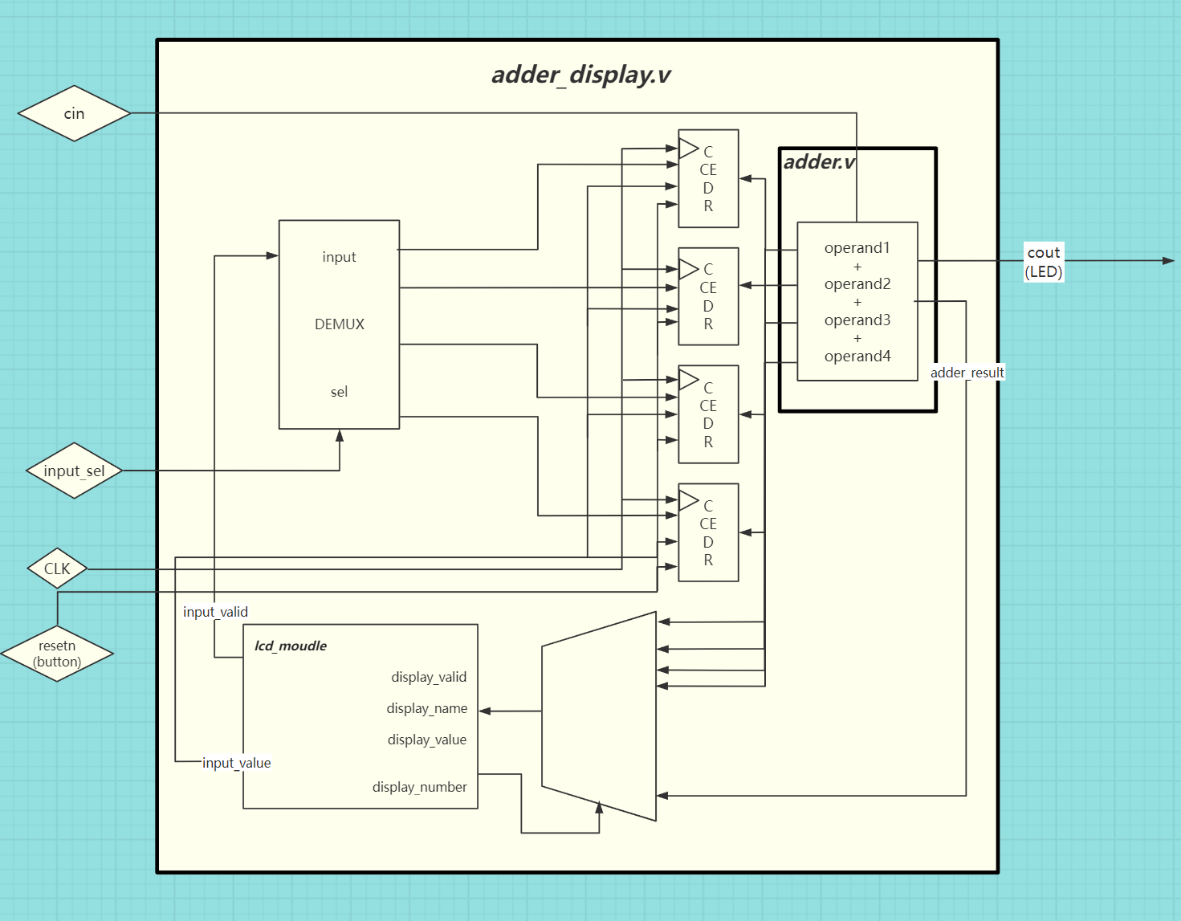 adder_display.v
cin
C
CE
D
R
adder.v
input
DEMUX
sel
operand1
+
operand2
+
operand3
+
operand4
cout
(LED)
C
CE
D
R
adder_result
C
CE
D
R
input_sel
C
CE
D
R
CLK
resetn
(button)
input_valid
lcd_moudle
display_valid
display_name
display_value
display_number
input_value